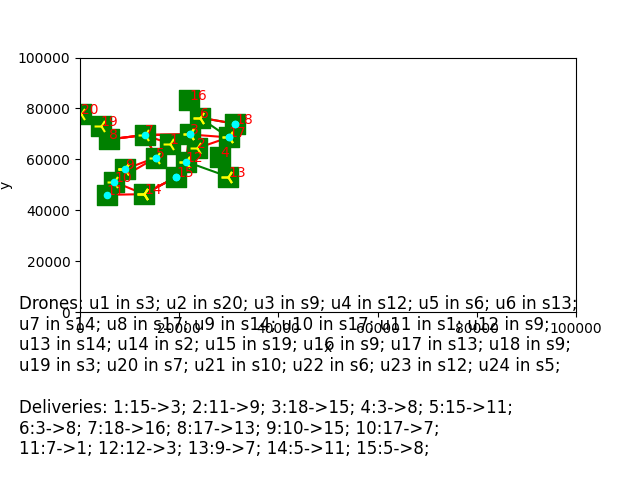 100000
80000
60000
40000
20000
0
y
16
18
13
0 20000 40000 60000 80000 100000
x
Drones: u1 in s3; u2 in s20; u3 in s9; u4 in s12; u5 in s6; u6 in s13;
u7 in s14; u8 in s17; u9 in s14; u10 in s17; u11 in s1; u12 in s9;
u13 in s14; u14 in s2; u15 in s19; u16 in s9; u17 in s13; u18 in s9;
u19 in s3; u20 in s7; u21 in s10; u22 in s6; u23 in s12; u24 in s5;
Deliveries: 1:15->3; 2:11->9; 3:18->15; 4:3->8; 5:15->11;
6:3->8; 7:18->16; 8:17->13; 9:10->15; 10:17->7;
11:7->1; 12:12->3; 13:9->7; 14:5->11; 15:5->8;